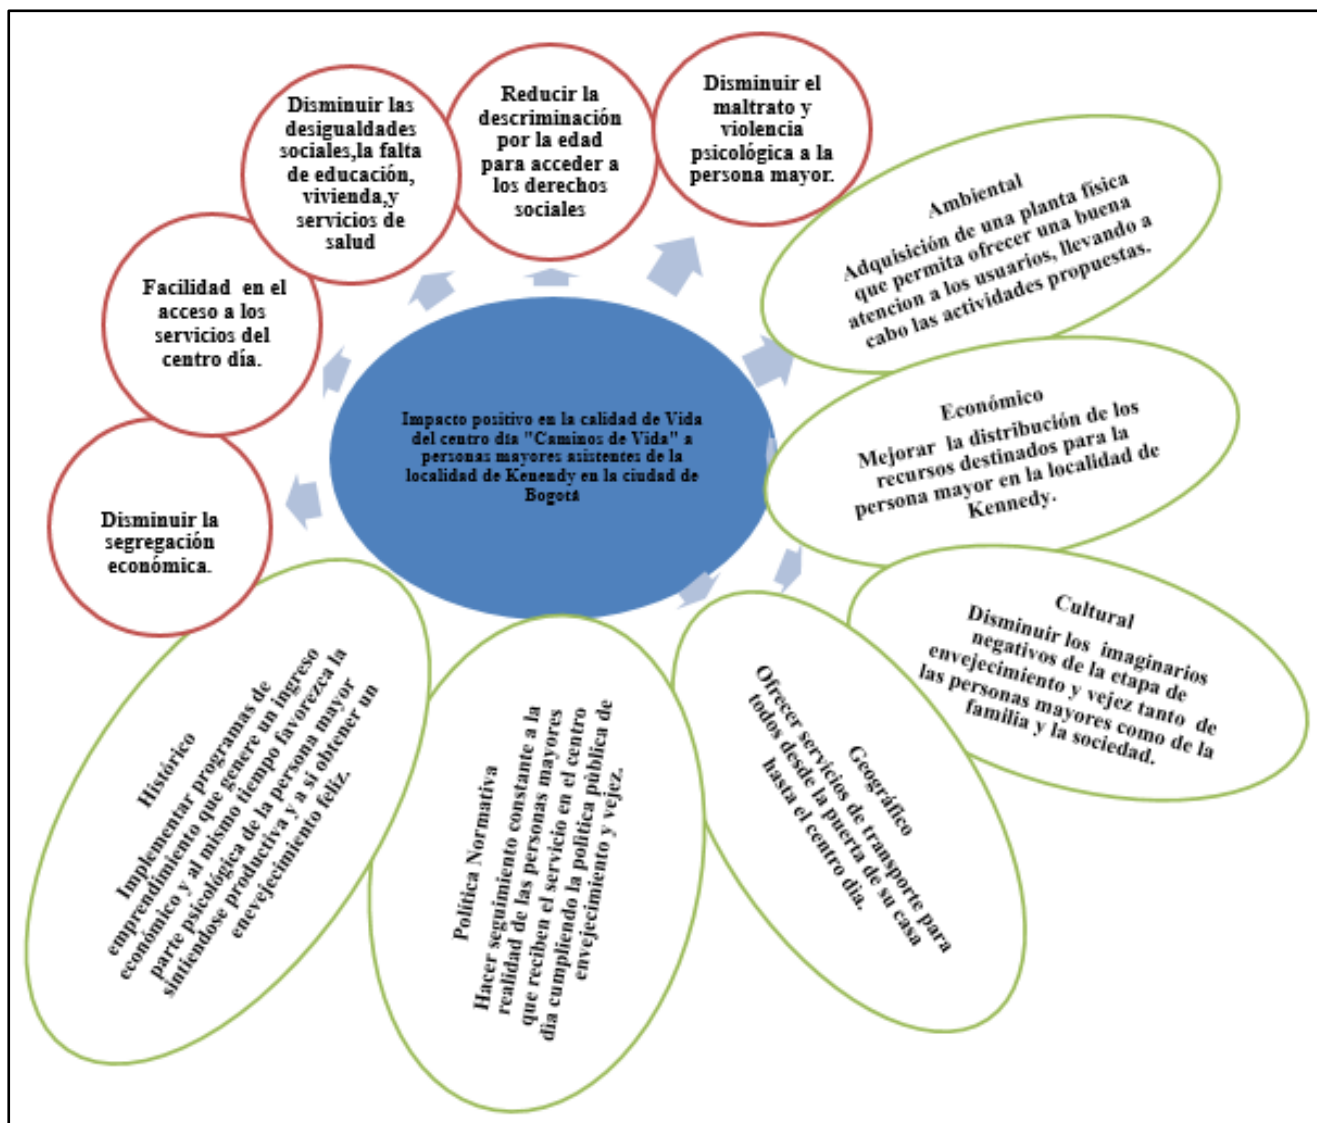 Disminuir la
segregación
económica.
Facilidad en el
acceso a los
servicios del
centro día.
Disminuir las
desigualdades
sociales,la falta
de educación,
vivienda,y
servicios de
salud
Reducir la
descriminación
por la edad
para acceder a
los derechos
sociales
Disminuir el
maltrato y
violencia
psicológica a la
persona mayor.
Ambiental
Adquisición de una planta física
que permita ofrecer una buena
atencion a los usuarios, llevando a
cabo las actividades propuestas.
Económico
Mejorar la distribución de los
recursos destinados para la
persona mayor en la localidad de
Kennedy.
Cultural
Disminuir los imaginarios
negativos de la etapa de
envejecimiento y vejez tanto de
las personas mayores como de la
familia y la sociedad.
Geográfico
Ofrecer servicios de transporte para
todos desde la puerta de su casa
hasta el centro día.
Política Normativa
Hacer seguimiento constante a la
realidad de las personas mayores
que reciben el servicio en el centro
día cumpliendo la política pública de
envejecimiento y vejez.
Histórico
Implementar programas de
emprendimiento que genere un ingreso
económico y al mismo tiempo favorezca la
parte psicológica de la persona mayor
sintiendose productiva y a si obtener un
enevejecimiento feliz.
Impacto positivo en la calidad de Vida
del centro día "Caminos de Vida" a
personas mayores asistentes de la
localidad de Kenendy en la ciudad de
Bogotá